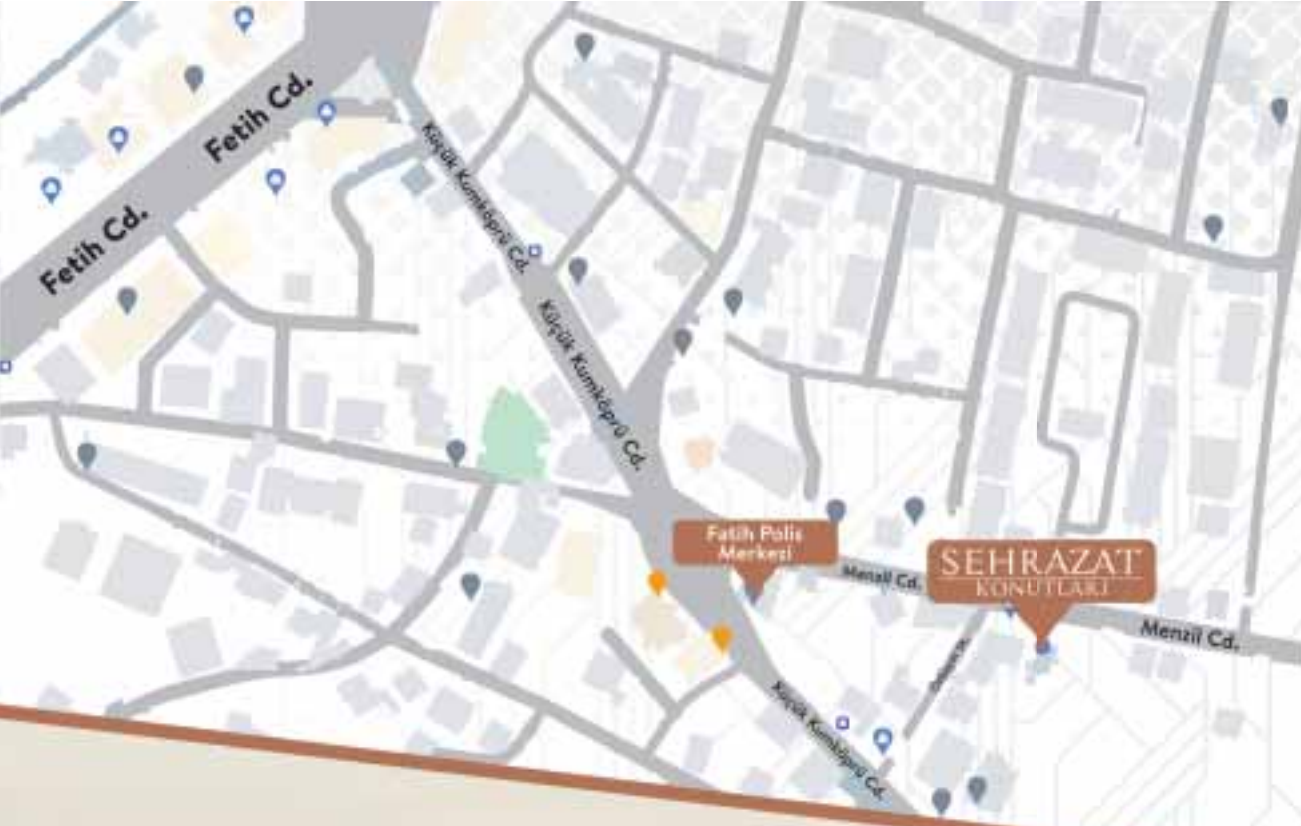 Fetih Cd.
Fetih Cd.
Küçük Kumköprü Cd.
Küçük Kumköprü Cd.
Fatih Polis
Merkezi
Menzil Cd.
SEHRAZAT
KONUTLARI
Menzil Cd.
Küçük Kumköprü Cd.